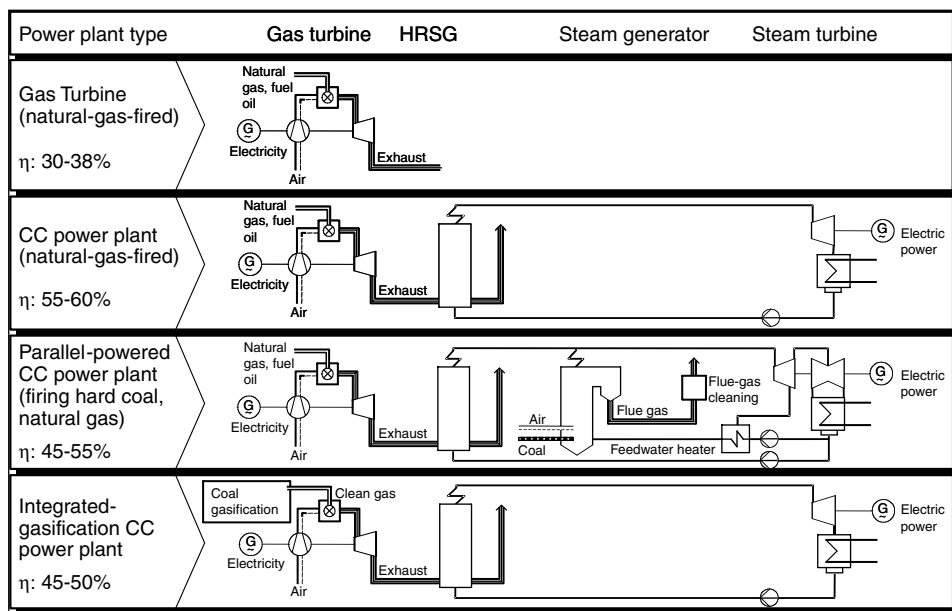 Power plant type Gas turbine HRSG Steam generator Steam turbine
Gas Turbine
(natural-gas-fired)
η: 30-38%
Natural
gas, fuel
oil
G
~
Electricity
Air
Exhaust
CC power plant
(natural-gas-fired)
η: 55-60%
Natural
gas, fuel
oil
G
~
Electricity
Air
Exhaust
G
~
Electric
power
Parallel-powered
CC power plant
(firing hard coal,
natural gas)
η: 45-55%
Natural
gas, fuel
oil
G
~
Electricity
Air
Exhaust
Air
Coal
Flue gas
Flue-gas
cleaning
Feedwater heater
G
~
Electric
power
Integrated-
gasification CC
power plant
η: 45-50%
Coal
gasification
Clean gas
G
~
Electricity
Air
Exhaust
G
~
Electric
power